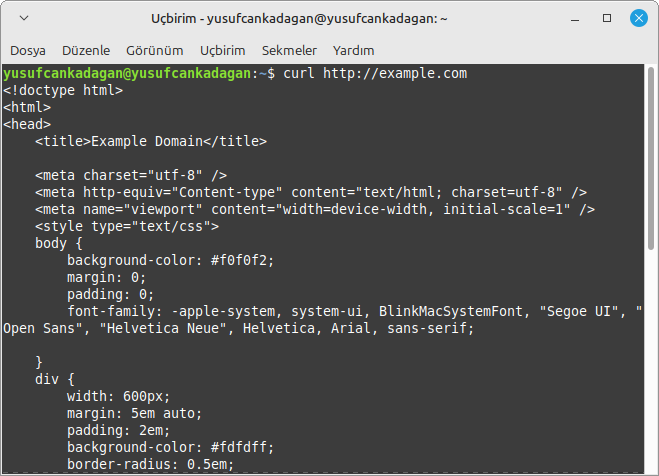 Uçbirim - yusufcankadagan@yusufcankadagan: ~
Dosya Düzenle Görünüm Uçbirim Sekmeler Yardım
yusufcankadagan@yusufcankadagan:~$ curl http://example.com
<!doctype html>
<html>
<head>
    <title>Example Domain</title>

    <meta charset="utf-8" />
    <meta http-equiv="Content-type" content="text/html; charset=utf-8" />
    <meta name="viewport" content="width=device-width, initial-scale=1" />
    <style type="text/css">
    body {
        background-color: #f0f0f2;
        margin: 0;
        padding: 0;
        font-family: -apple-system, system-ui, BlinkMacSystemFont, "Segoe UI", "
Open Sans", "Helvetica Neue", Helvetica, Arial, sans-serif;

    }
    div {
        width: 600px;
        margin: 5em auto;
        padding: 2em;
        background-color: #fdfdff;
        border-radius: 0.5em;